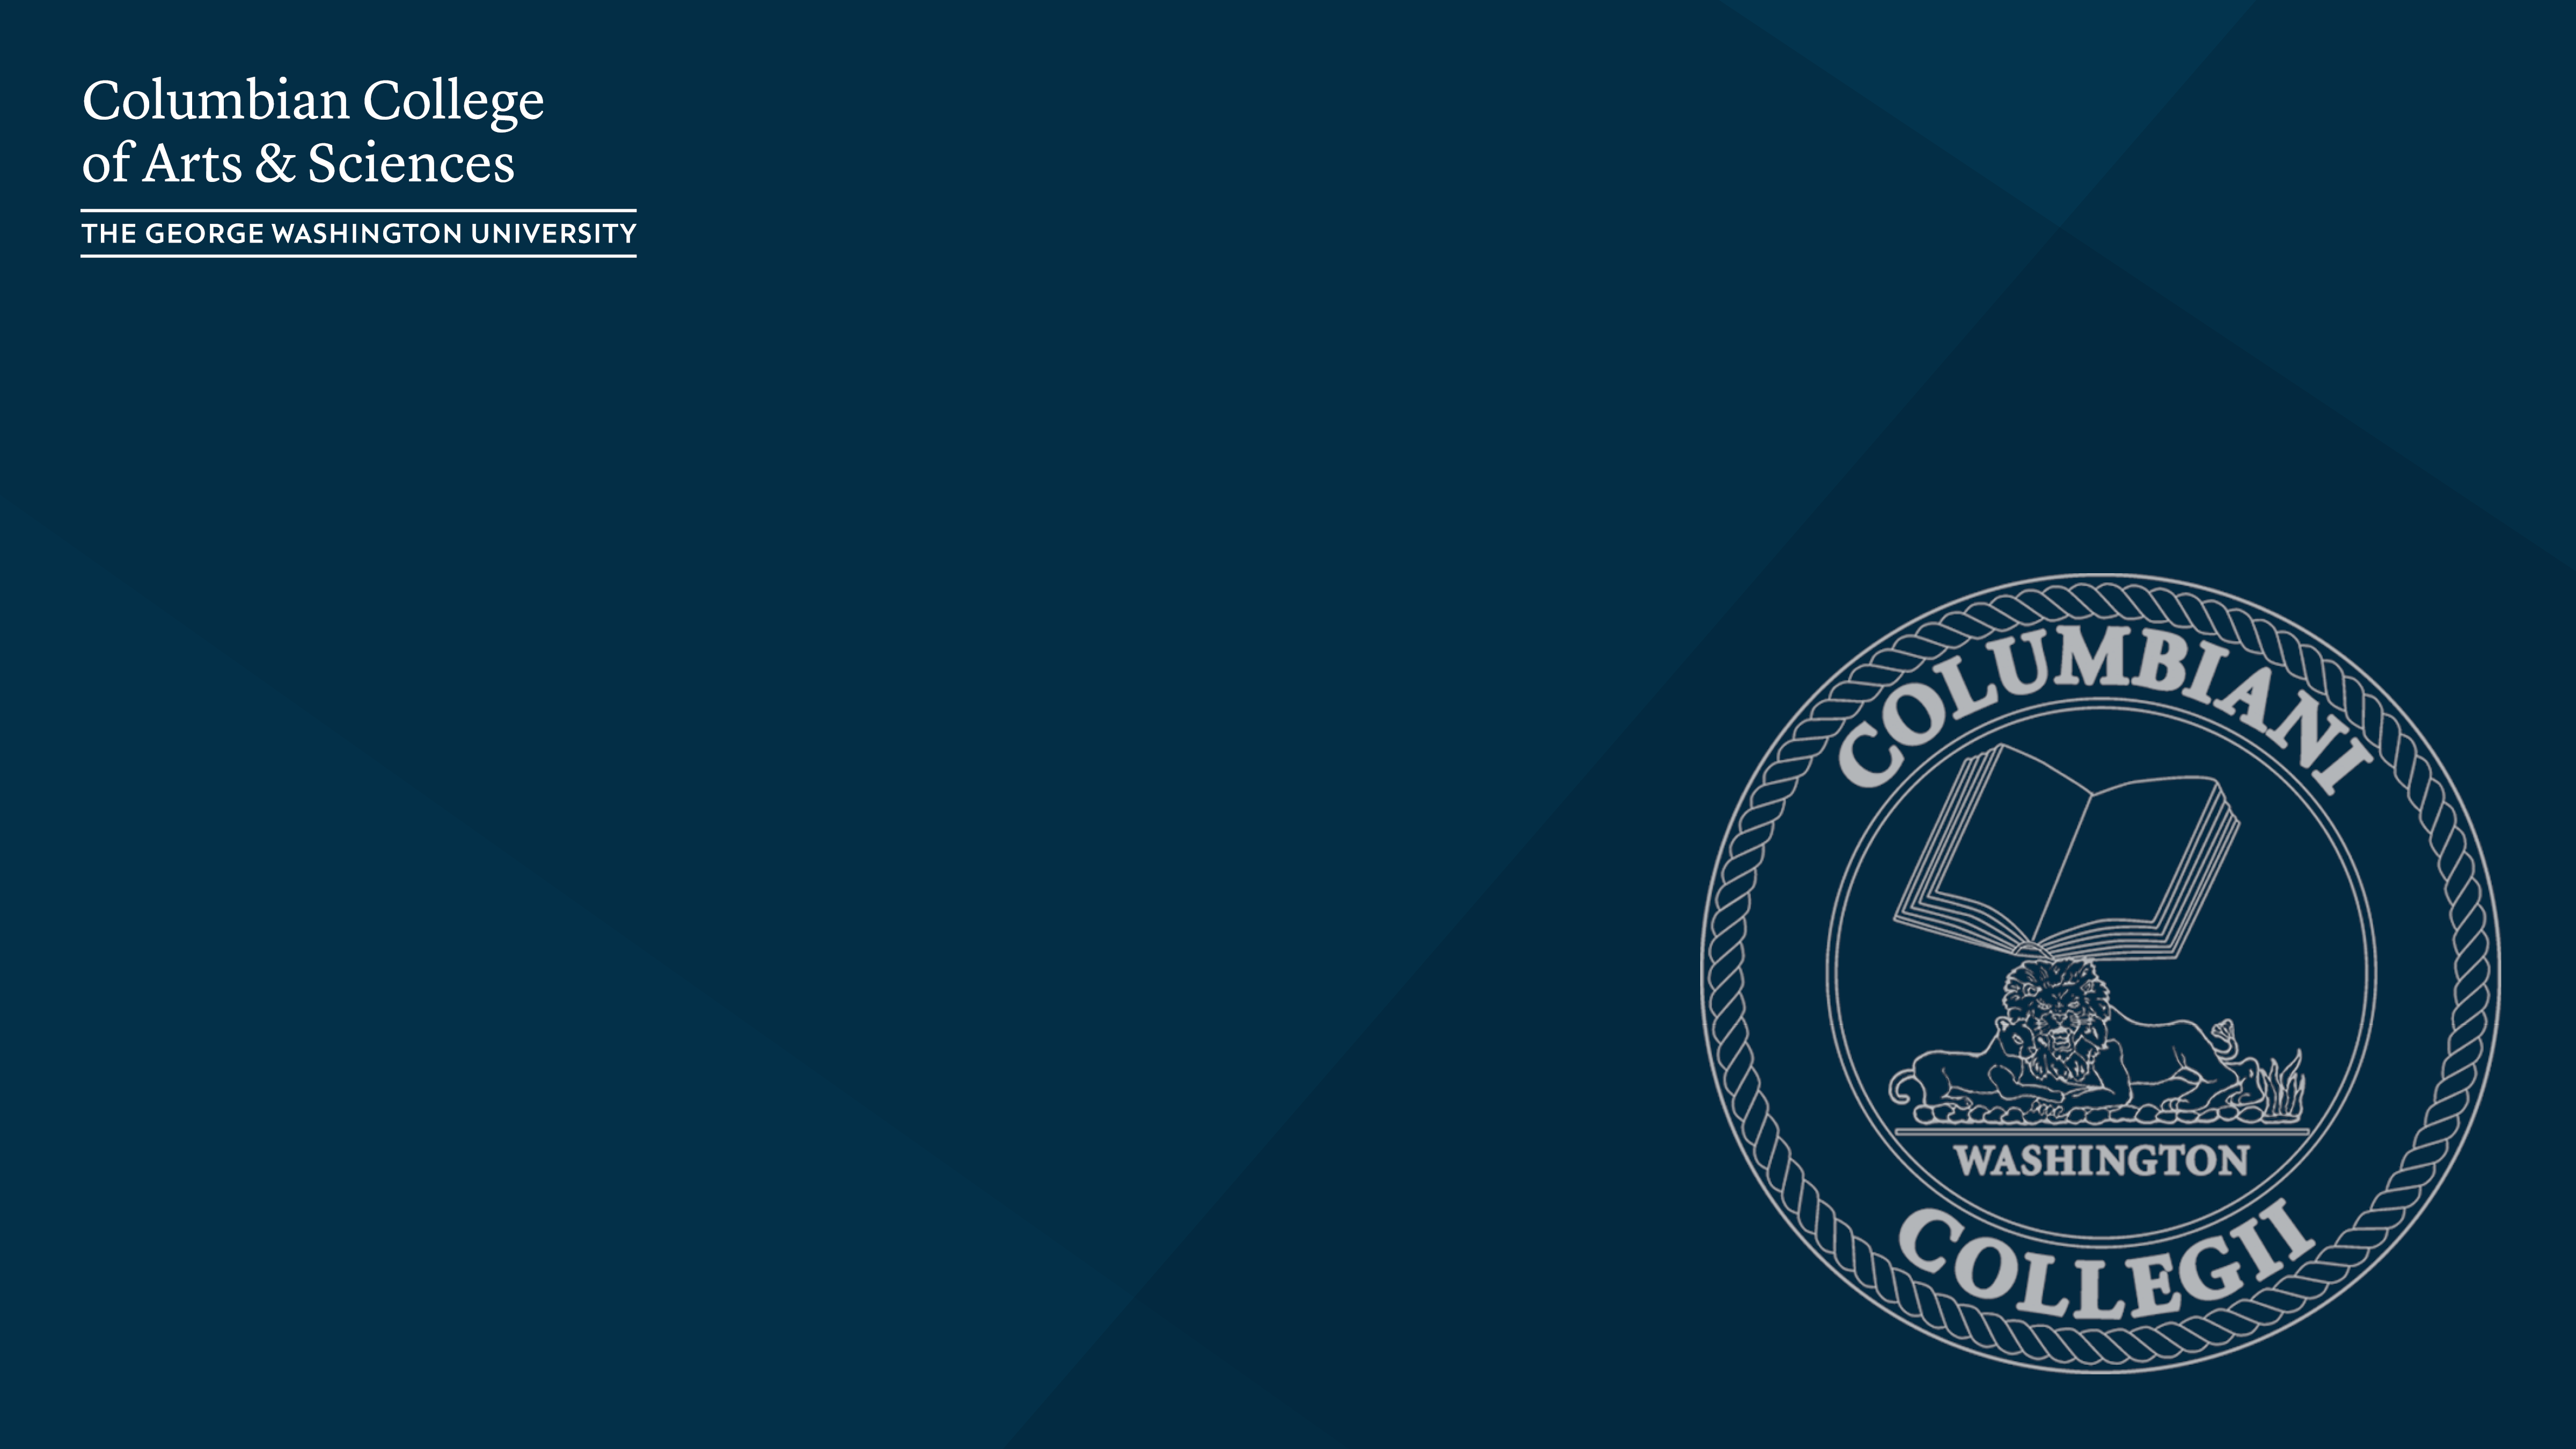 Columbian College
of Arts & Sciences
THE GEORGE WASHINGTON UNIVERSITY
COLUMBIANI
WASHINGTON
COLLEGII